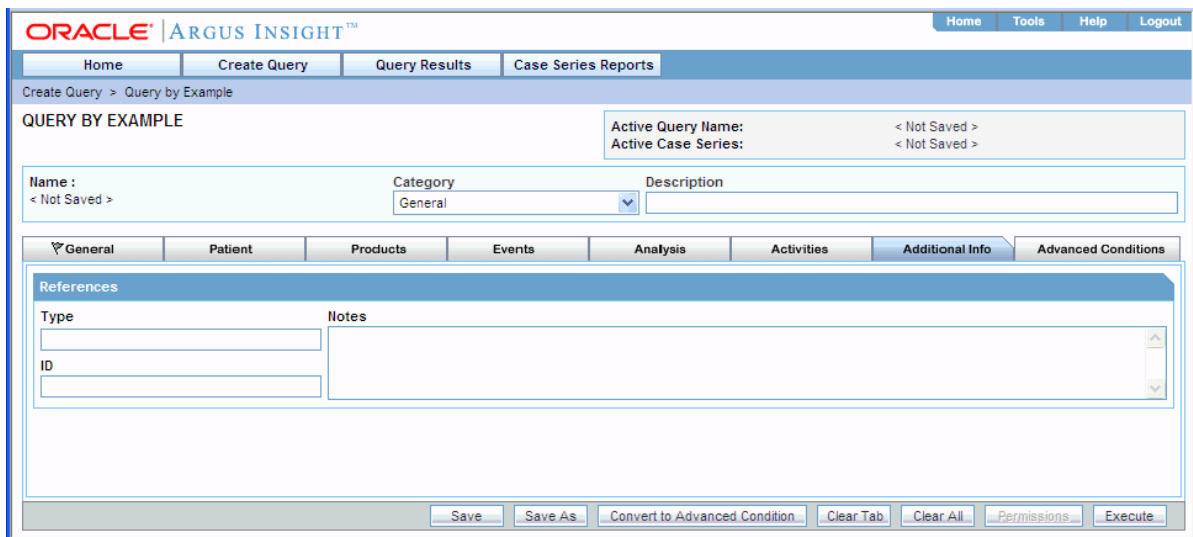 Home Tools Help Logout
ORACLE® | ARGUS INSIGHT™
Home Create Query Query Results Case Series Reports
Create Query > Query by Example
QUERY BY EXAMPLE
Active Query Name: < Not Saved >
Active Case Series: < Not Saved >
Name : Category Description
< Not Saved > General
General Patient Products Events Analysis Activities Additional Info Advanced Conditions
References
Type Notes
ID
Save Save As Convert to Advanced Condition Clear Tab Clear All Permissions Execute